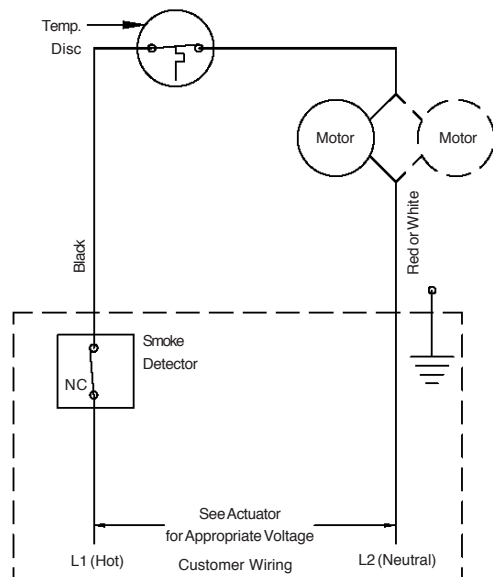 Temp.
Disc
Motor
Motor
Black
Red or White
Smoke
Detector
NC
See Actuator
for Appropriate Voltage
L1 (Hot)
Customer Wiring
L2 (Neutral)